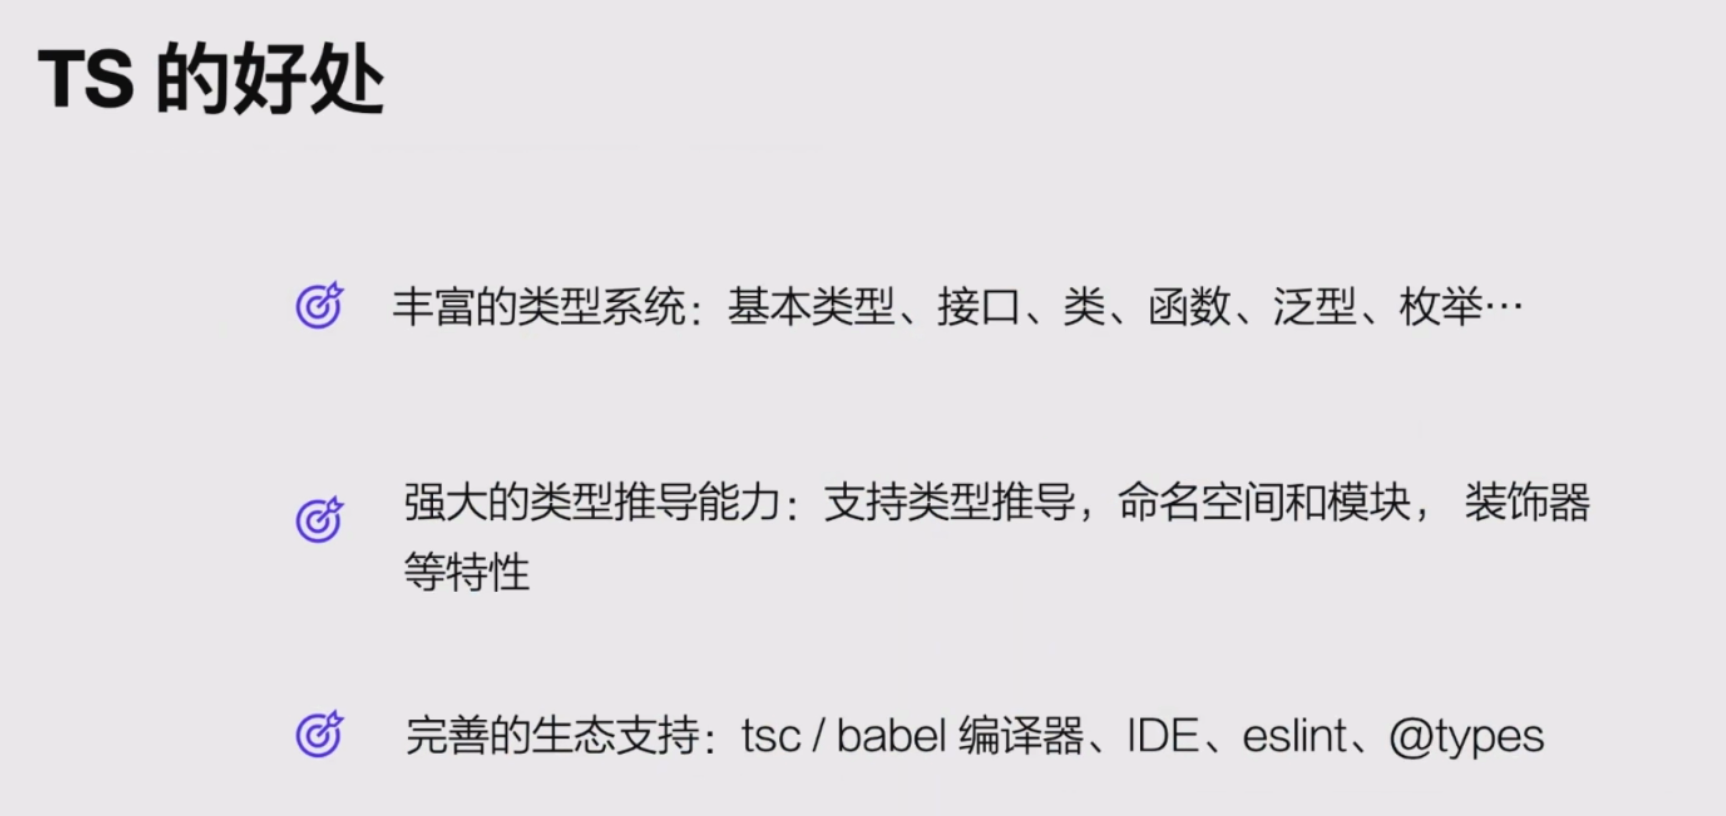 TS 的好处
丰富的类型系统：基本类型、接口、类、函数、泛型、枚举…
强大的类型推导能力：支持类型推导，命名空间和模块， 装饰器
等特性
完善的生态支持：tsc / babel 编译器、IDE、eslint、@types